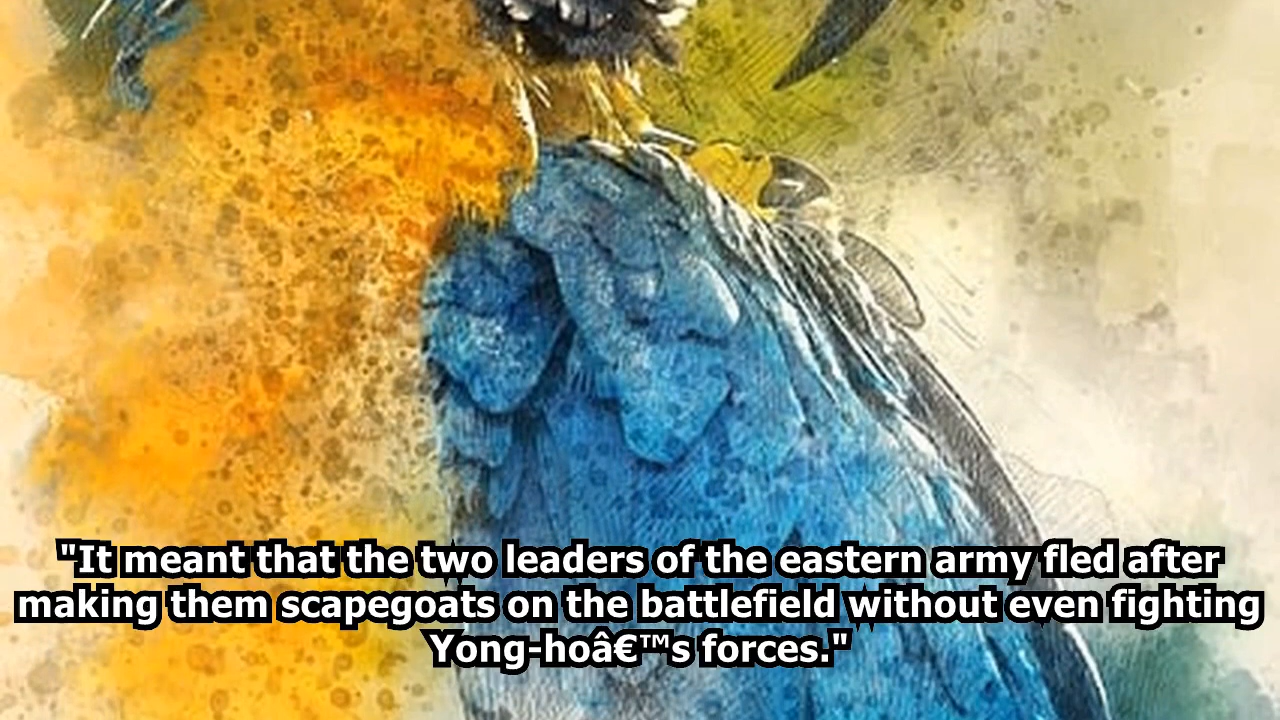 "It meant that the two leaders of the eastern army fled after
making them scapegoats on the battlefield without even fighting
Yong-hoâ€™s forces."